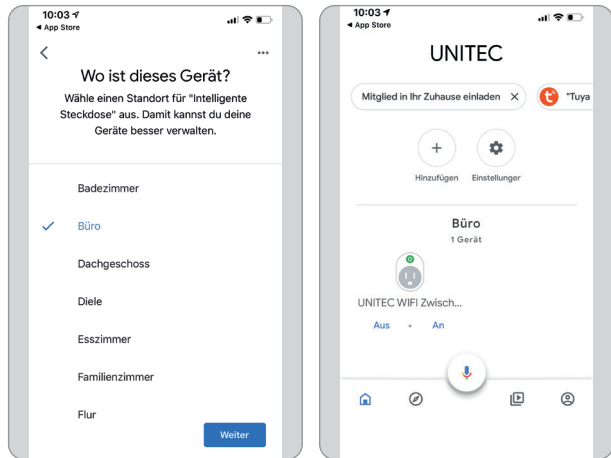 10:03
◄ App Store
Wo ist dieses Gerät?
Wähle einen Standort für "Intelligente
Steckdose" aus. Damit kannst du deine
Geräte besser verwalten.
Badezimmer
Büro
Dachgeschoss
Diele
Esszimmer
Familienzimmer
Flur
Weiter
10:03
◄ App Store
UNITEC
Mitglied in Ihr Zuhause einladen
"Tuya
Hinzufügen Einstellunger
Büro
1 Gerät
UNITEC WIFI Zwisch...
Aus • An